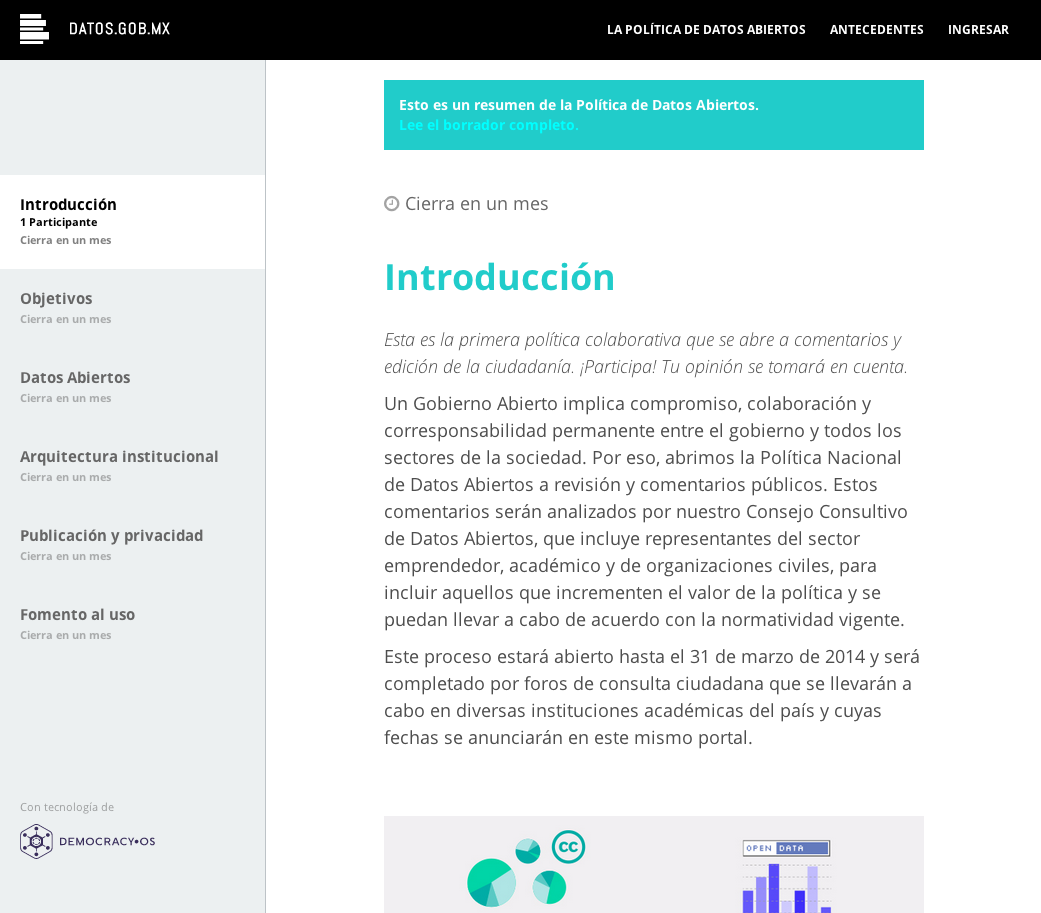 DATOS.GOB.MX
LA POLÍTICA DE DATOS ABIERTOS
ANTECEDENTES
INGRESAR
Introducción
1 Participante
Cierra en un mes
Objetivos
Cierra en un mes
Datos Abiertos
Cierra en un mes
Arquitectura institucional
Cierra en un mes
Publicación y privacidad
Cierra en un mes
Fomento al uso
Cierra en un mes
Con tecnología de
DEMOCRACY•OS
Esto es un resumen de la Política de Datos Abiertos.
Lee el borrador completo.
Cierra en un mes
Introducción
Esta es la primera política colaborativa que se abre a comentarios y
edición de la ciudadanía. ¡Participa! Tu opinión se tomará en cuenta.
Un Gobierno Abierto implica compromiso, colaboración y
corresponsabilidad permanente entre el gobierno y todos los
sectores de la sociedad. Por eso, abrimos la Política Nacional
de Datos Abiertos a revisión y comentarios públicos. Estos
comentarios serán analizados por nuestro Consejo Consultivo
de Datos Abiertos, que incluye representantes del sector
emprendedor, académico y de organizaciones civiles, para
incluir aquellos que incrementen el valor de la política y se
puedan llevar a cabo de acuerdo con la normatividad vigente.
Este proceso estará abierto hasta el 31 de marzo de 2014 y será
completado por foros de consulta ciudadana que se llevarán a
cabo en diversas instituciones académicas del país y cuyas
fechas se anunciarán en este mismo portal.
cc
OPEN DATA